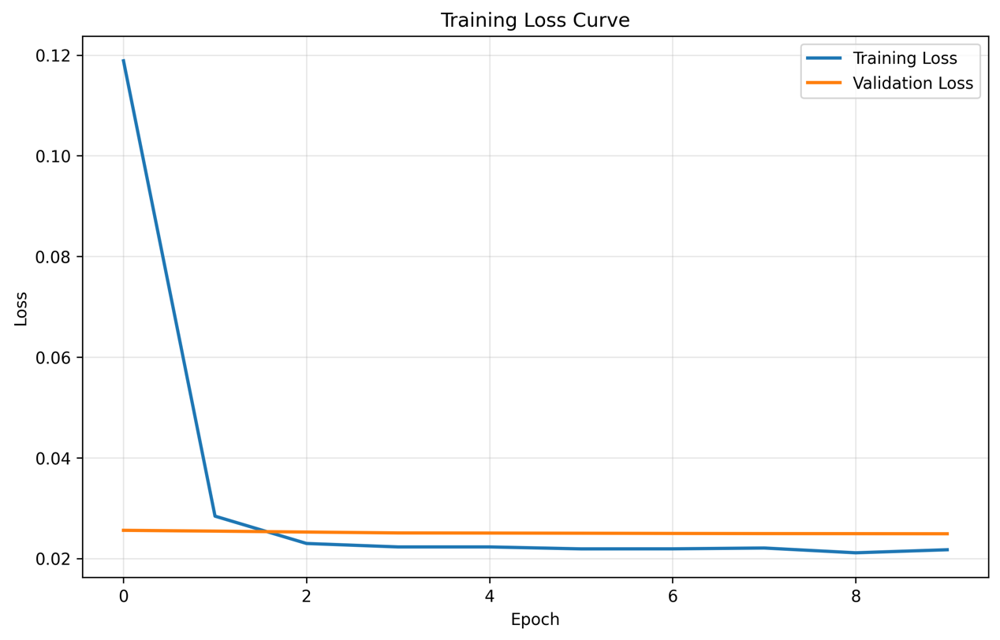 Training Loss Curve
Training Loss
Validation Loss
0.12
0.10
0.08
0.06
0.04
0.02
Loss
0 2 4 6 8
Epoch